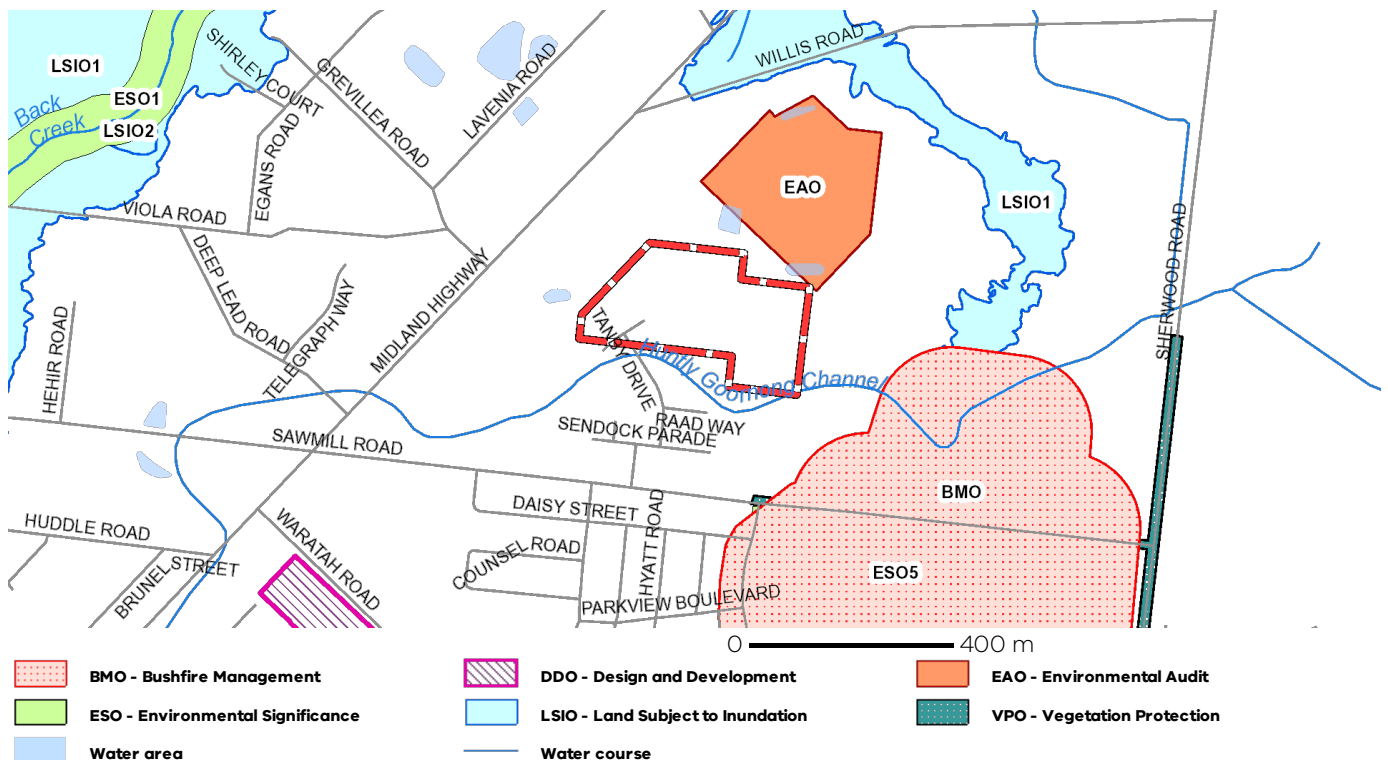 WILLIS ROAD
SHIRLEY COURT
GREVILLEA ROAD
LAVENIA ROAD
LSIO1
ESO1
Back
Creek
LSIO2
EGANS ROAD
EAO
LSIO1
VIOLA ROAD
DEEP LEAD ROAD
MIDLAND HIGHWAY
TELEGRAPH WAY
SHERWOOD ROAD
HEHIR ROAD
TANDY DRIVE
Huntly Goornong Channel
RAAD WAY
SENDOCK PARADE
SAWMILL ROAD
BMO
DAISY STREET
HYATT ROAD
HUDDLE ROAD
WARATAH ROAD
COUNSEL ROAD
BRUNEL STREET
ESO5
PARKVIEW BOULEVARD
0 400 m
BMO - Bushfire Management
DDO - Design and Development
EAO - Environmental Audit
ESO - Environmental Significance
LSIO - Land Subject to Inundation
VPO - Vegetation Protection
Water area
Water course